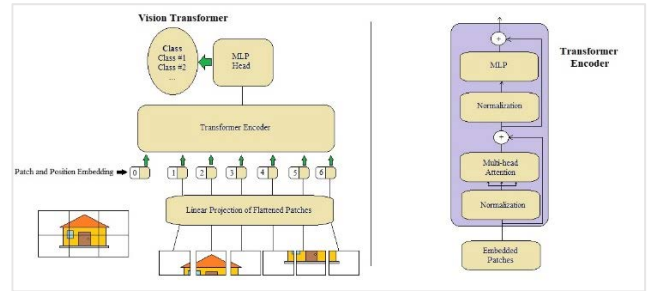 Vision Transformer
Class
Class #1
Class #2
...
MLP
Head
Transformer Encoder
Patch and Position Embedding
0
1
2
3
4
5
6
Linear Projection of Flattened Patches
Transformer
Encoder
+
MLP
Normalization
+
Multi-head
Attention
Normalization
Embedded
Patches